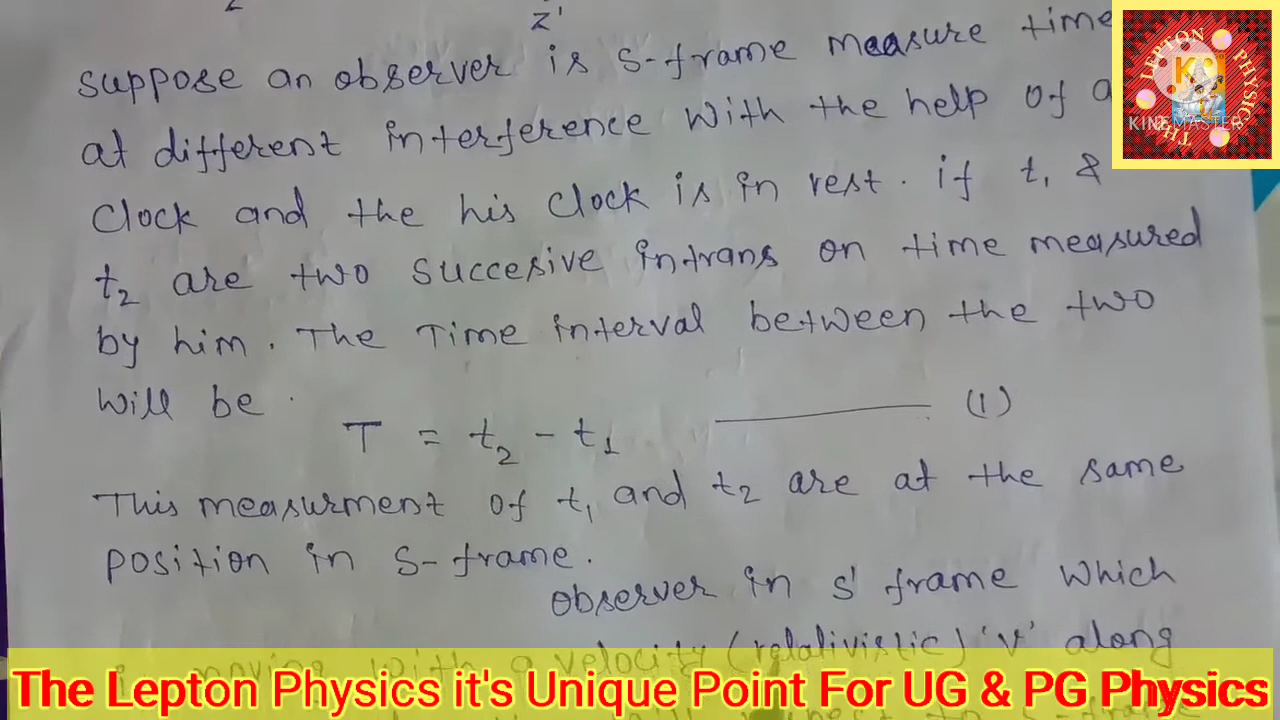 z'
suppose an observer is s-frame measure time
at different interference with the help of a
clock and the his clock is in rest. if t1 &
t2 are two succesive intrans on time measured
by him. The Time interval between the two
will be.
T = t2 - t1 ——— (1)
This measurment of t1 and t2 are at the same
position in s-frame.
observer in s' frame which
moving with a velocity (relalivistic) 'v' along
LEPTON PHYSICS THE
KINEMASTER
The Lepton Physics it's Unique Point For UG & PG Physics